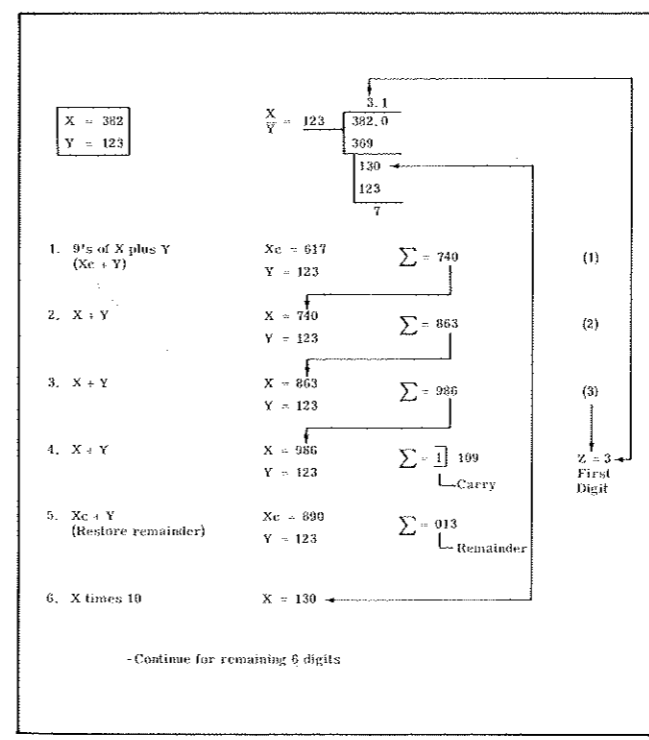 3.1
X = 382
Y = 123
X
Y = 123
382.0
369
130
123
7
1. 9's of X plus Y
(Xc + Y)
Xc = 617
Y = 123
∑ = 740
(1)
2. X + Y
X = 740
Y = 123
∑ = 863
(2)
3. X + Y
X = 863
Y = 123
∑ = 986
(3)
4. X + Y
X = 986
Y = 123
∑ = 1] 109
Carry
Z = 3
First
Digit
5. Xc + Y
(Restore remainder)
Xc = 890
Y = 123
∑ = 013
Remainder
6. X times 10
X = 130
-Continue for remaining 6 digits